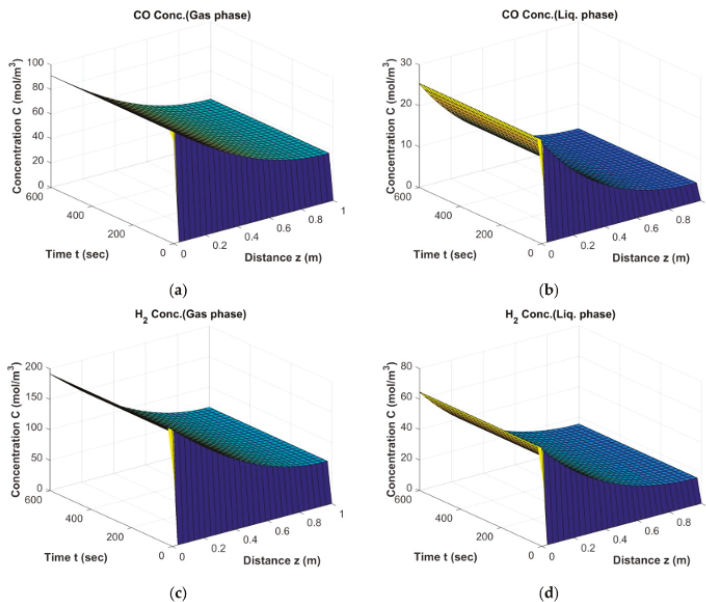 CO Conc.(Gas phase)
Concentration C (mol/m³)
100
80
60
40
20
0
600
400
200
0
Time t (sec)
0
0.2
0.4
0.6
0.8
1
Distance z (m)
(a)
CO Conc.(Liq. phase)
Concentration C (mol/m³)
30
20
10
0
600
400
200
0
Time t (sec)
0
0.2
0.4
0.6
0.8
Distance z (m)
(b)
H₂ Conc.(Gas phase)
Concentration C (mol/m³)
200
150
100
50
0
600
400
200
0
Time t (sec)
0
0.2
0.4
0.6
0.8
1
Distance z (m)
(c)
H₂ Conc.(Liq. phase)
Concentration C (mol/m³)
80
60
40
20
0
600
400
200
0
Time t (sec)
0
0.2
0.4
0.6
0.8
Distance z (m)
(d)